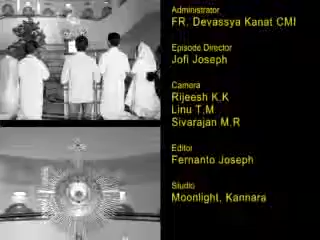 Administrator
FR. Devassya Kanat CMI
Episode Director
Jofi Joseph
Camera
Rijeesh K.K
Linu T.M
Sivarajan M.R
Editor
Fernanto Joseph
Studio
Moonlight, Kannara